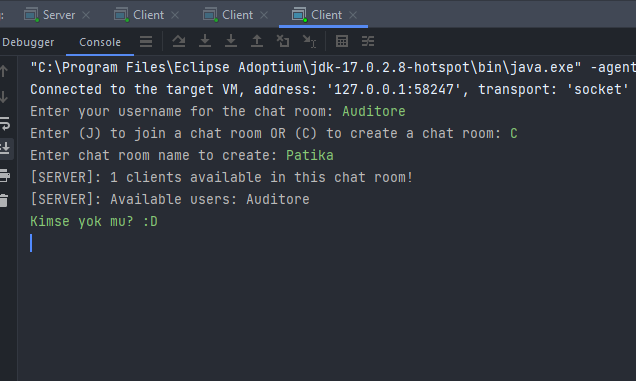 Server Client Client Client
Debugger Console
"C:\Program Files\Eclipse Adoptium\jdk-17.0.2.8-hotspot\bin\java.exe" -agent
Connected to the target VM, address: '127.0.0.1:58247', transport: 'socket'
Enter your username for the chat room: Auditore
Enter (J) to join a chat room OR (C) to create a chat room: C
Enter chat room name to create: Patika
[SERVER]: 1 clients available in this chat room!
[SERVER]: Available users: Auditore
Kimse yok mu? :D